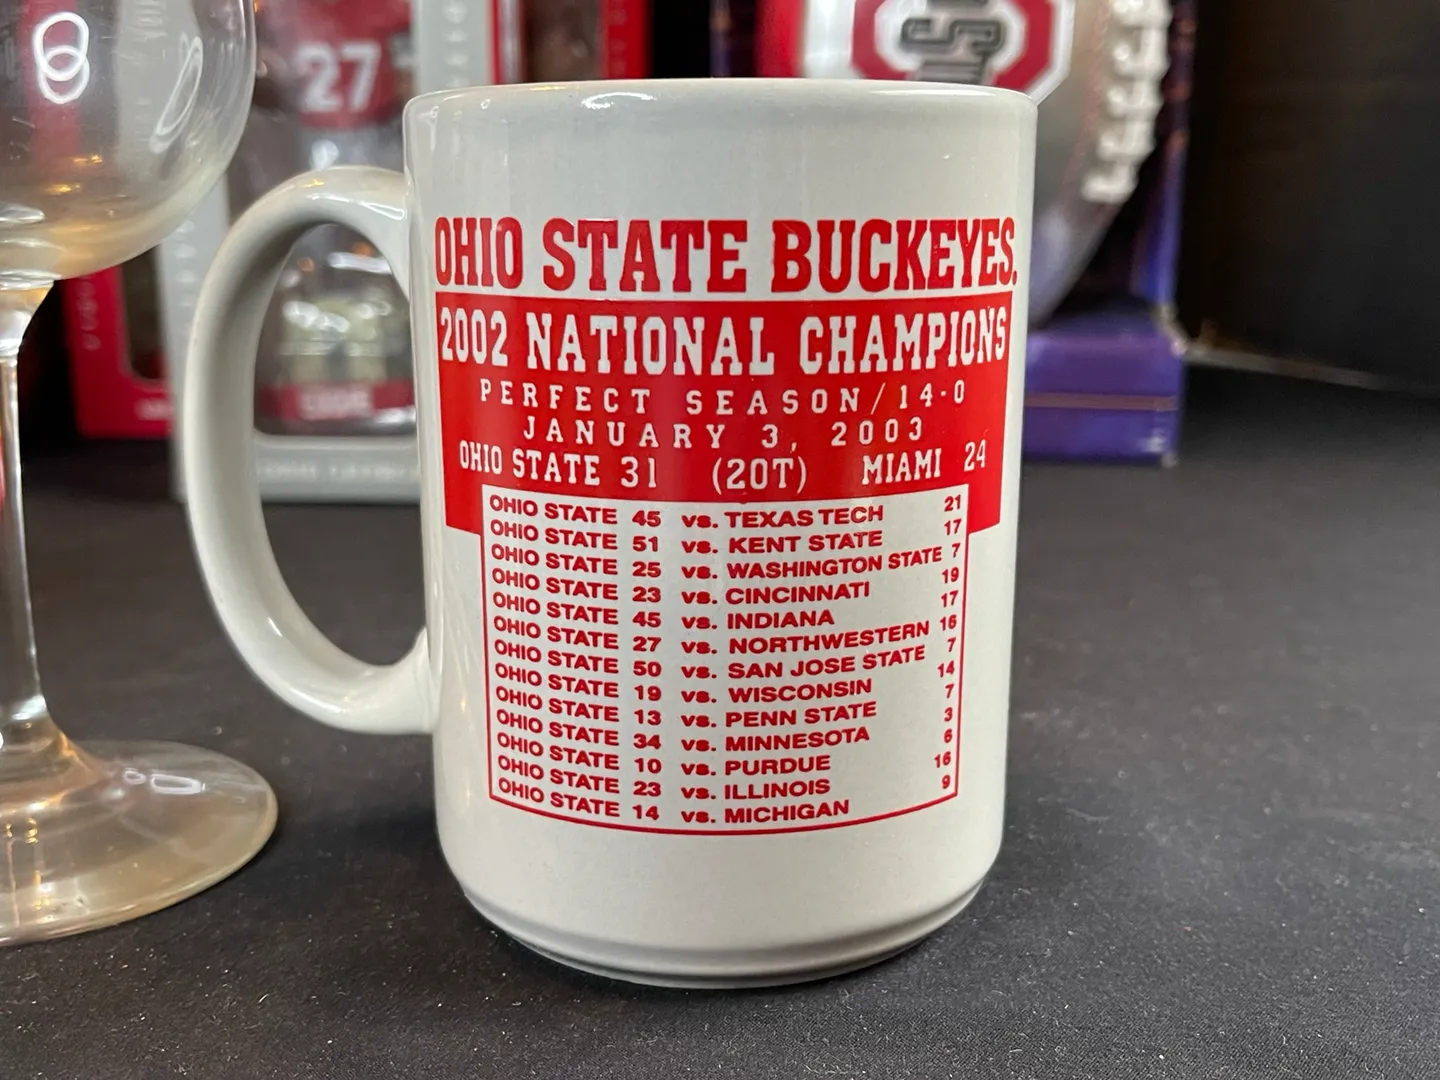 27
OHIO STATE BUCKEYES.
2002 NATIONAL CHAMPIONS
PERFECT SEASON/14-0
JANUARY 3, 2003
OHIO STATE 31 (2OT) MIAMI 24
OHIO STATE 45 vs. TEXAS TECH 21
OHIO STATE 51 vs. KENT STATE 17
OHIO STATE 25 vs. WASHINGTON STATE 7
OHIO STATE 23 vs. CINCINNATI 19
OHIO STATE 45 vs. INDIANA 17
OHIO STATE 27 vs. NORTHWESTERN 16
OHIO STATE 50 vs. SAN JOSE STATE 7
OHIO STATE 19 vs. WISCONSIN 14
OHIO STATE 13 vs. PENN STATE 7
OHIO STATE 34 vs. MINNESOTA 3
OHIO STATE 10 vs. PURDUE 6
OHIO STATE 23 vs. ILLINOIS 16
OHIO STATE 14 vs. MICHIGAN 9